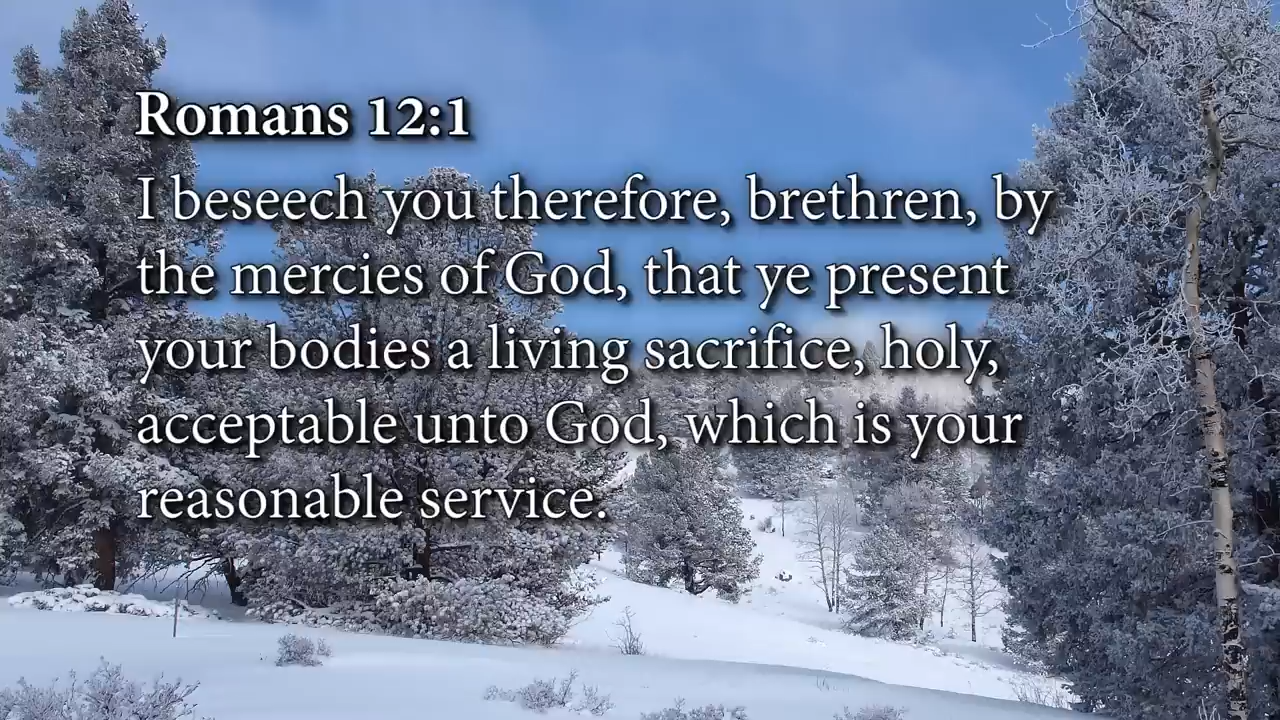 Romans 12:1
I beseech you therefore, brethren, by
the mercies of God, that ye present
your bodies a living sacrifice, holy,
acceptable unto God, which is your
reasonable service.